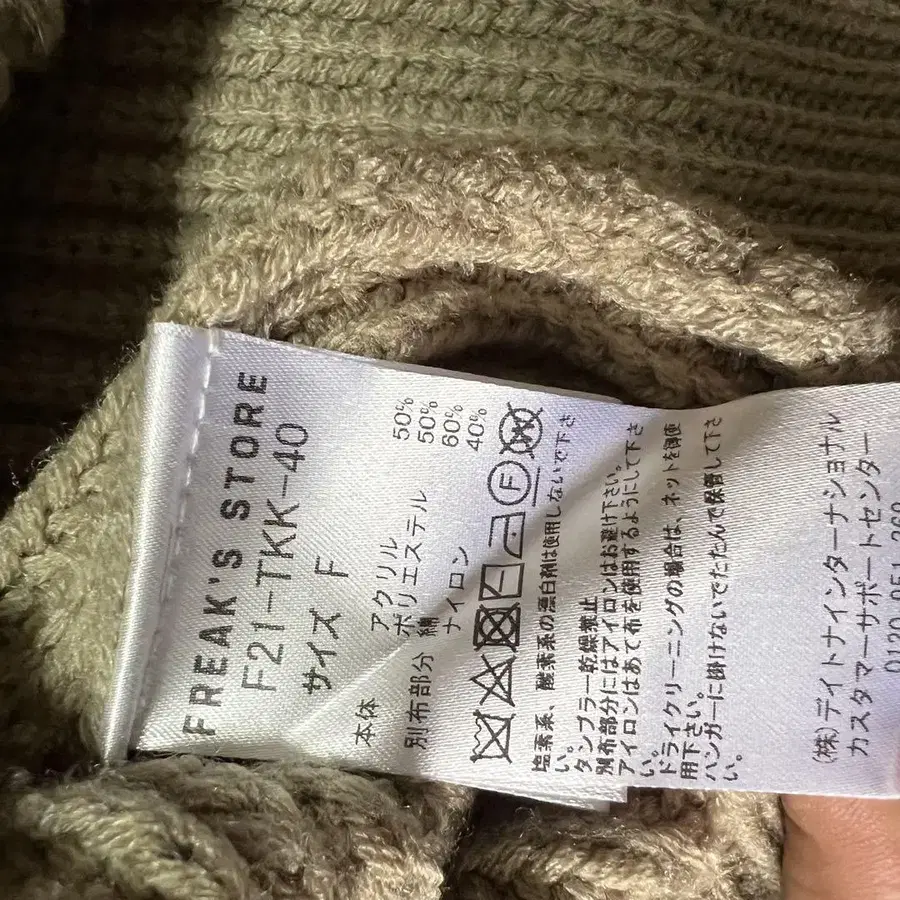 FREAK'S STORE
F21-TKK-40
サイズ F
本体 アクリル 50%
ポリエステル 50%
別布部分 綿 60%
ナイロン 40%
F
W
塩素系、酸素系の漂白剤は使用しないで下さ
い。
タンブラー乾燥禁止
別布部分にはアイロンはお避け下さい。
アイロンはあて布を使用するようにして下さ
い。
ドライクリーニングの場合は、ネットを御使
用下さい。
ハンガーに掛けないでたたんで保管して下さ
い。
(株)デイトナインターナショナル
カスタマーサポートセンター
0120-951-269